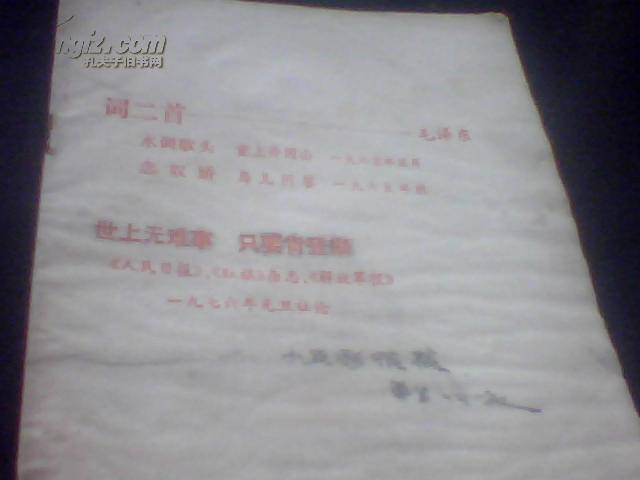 kongfz.com
孔夫子旧书网
词二首——毛泽东
水调歌头 重上井冈山 一九六五年五月
念奴娇 鸟儿问答 一九六五年秋
世上无难事 只要肯登攀
《人民日报》、《红旗》杂志、《解放军报》
一九七六年元旦社论